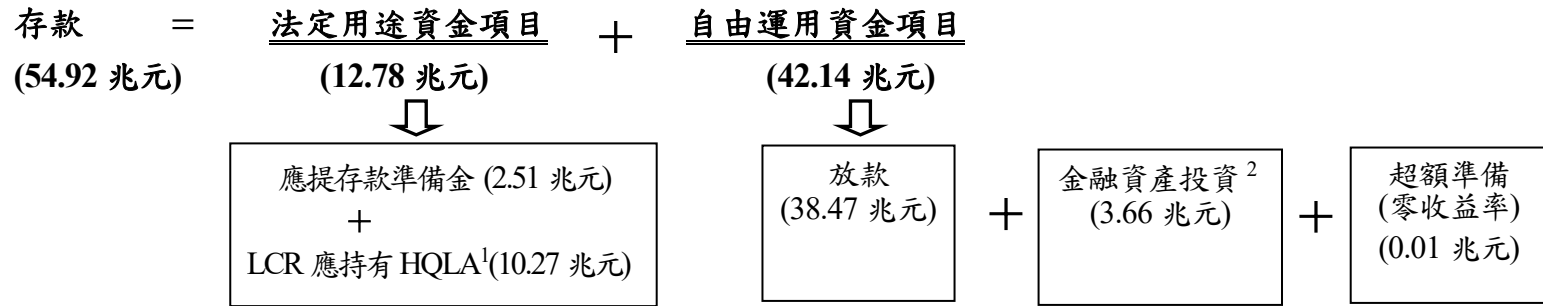 存款 = 法定用途資金項目 + 自由運用資金項目
(54.92 兆元) (12.78 兆元) (42.14 兆元)
應提存款準備金 (2.51 兆元)
+
LCR 應持有 HQLA1(10.27 兆元)
放款
(38.47 兆元)
+
金融資產投資 2
(3.66 兆元)
+
超額準備
(零收益率)
(0.01 兆元)